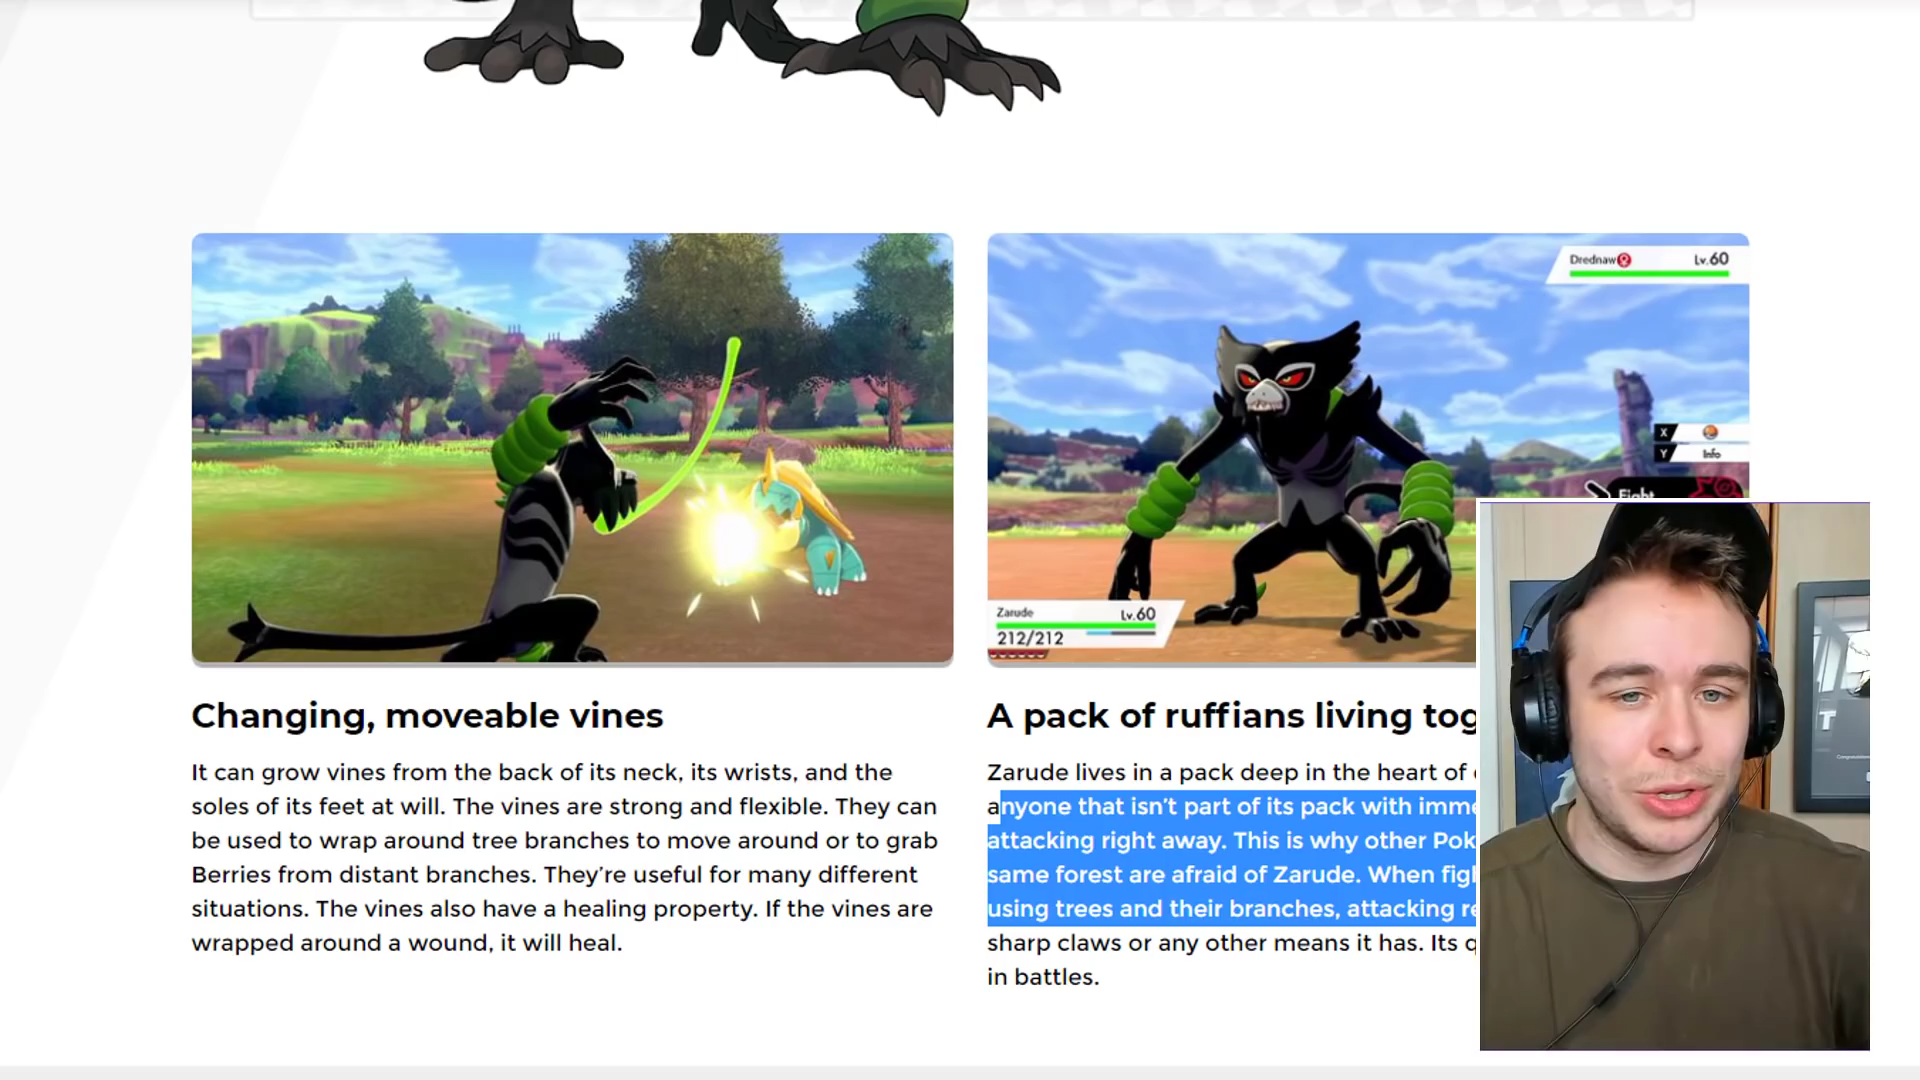 Drednaw
Lv.60
X
Y Info
Fight
Zarude
Lv.60
212/212
Changing, moveable vines
It can grow vines from the back of its neck, its wrists, and the
soles of its feet at will. The vines are strong and flexible. They can
be used to wrap around tree branches to move around or to grab
Berries from distant branches. They’re useful for many different
situations. The vines also have a healing property. If the vines are
wrapped around a wound, it will heal.
A pack of ruffians living tog
Zarude lives in a pack deep in the heart of
anyone that isn’t part of its pack with imme
attacking right away. This is why other Pok
same forest are afraid of Zarude. When figh
using trees and their branches, attacking re
sharp claws or any other means it has. Its q
in battles.
T